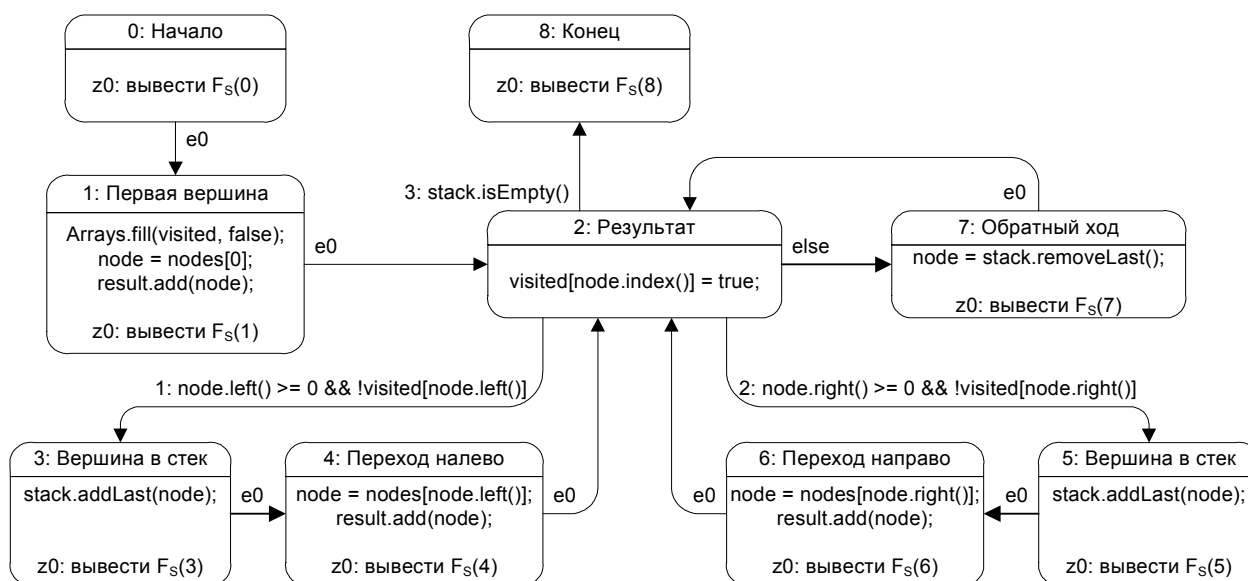 0: Начало
z0: вывести FS(0)
8: Конец
z0: вывести FS(8)
e0
1: Первая вершина
Arrays.fill(visited, false);
node = nodes[0];
result.add(node);
z0: вывести FS(1)
e0
3: stack.isEmpty()
2: Результат
visited[node.index()] = true;
else
e0
7: Обратный ход
node = stack.removeLast();
z0: вывести FS(7)
1: node.left() >= 0 && !visited[node.left()]
2: node.right() >= 0 && !visited[node.right()]
3: Вершина в стек
stack.addLast(node);
z0: вывести FS(3)
e0
4: Переход налево
node = nodes[node.left()];
result.add(node);
z0: вывести FS(4)
e0
e0
6: Переход направо
node = nodes[node.right()];
result.add(node);
z0: вывести FS(6)
e0
5: Вершина в стек
stack.addLast(node);
z0: вывести FS(5)